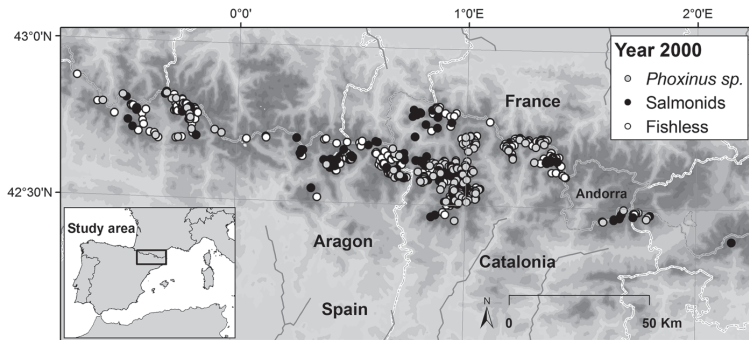 0°0' 1°0'E 2°0'E
43°0'N
42°30'N
Year 2000
Phoxinus sp.
Salmonids
Fishless
France
Andorra
Aragon
Catalonia
Spain
Study area
N
0 50 Km